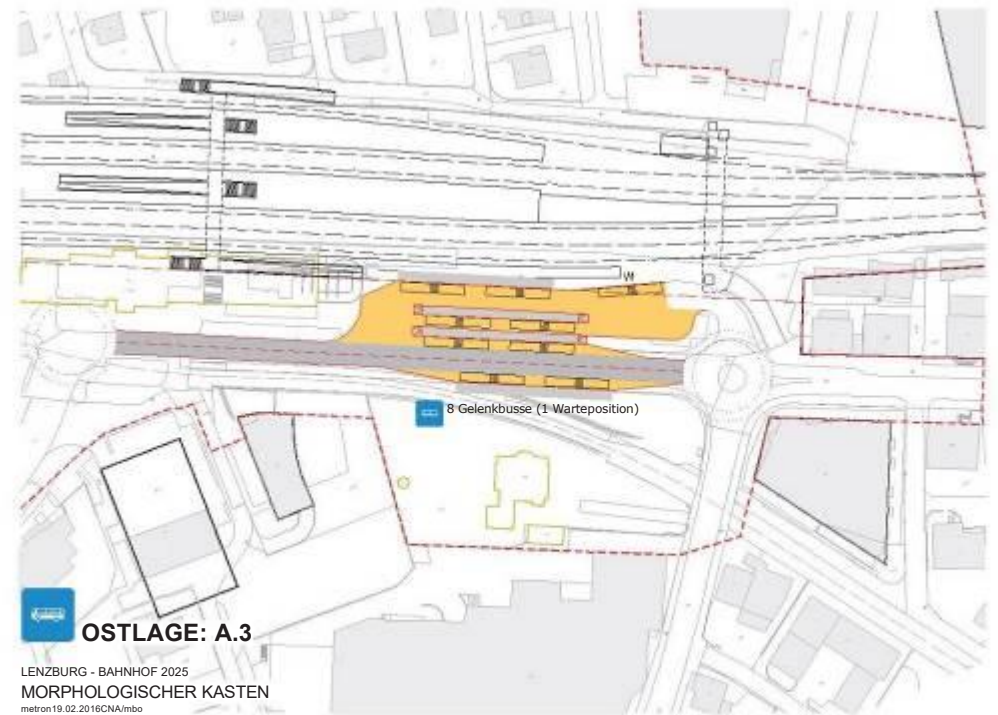 W
8 Gelenkbusse (1 Warteposition)
OSTLAGE: A.3
LENZBURG - BAHNHOF 2025
MORPHOLOGISCHER KASTEN
metron19.02.2016CNA/mbo